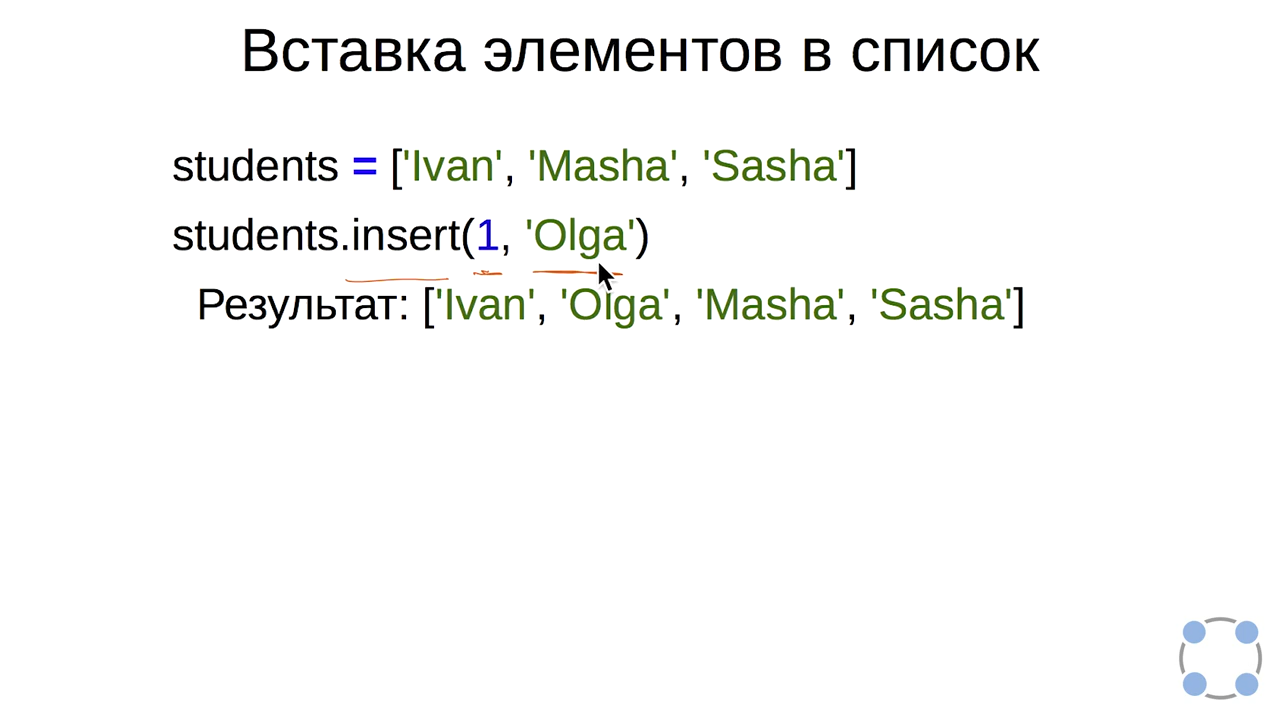 Вставка элементов в список
students = ['Ivan', 'Masha', 'Sasha']
students.insert(1, 'Olga')
Результат: ['Ivan', 'Olga', 'Masha', 'Sasha']